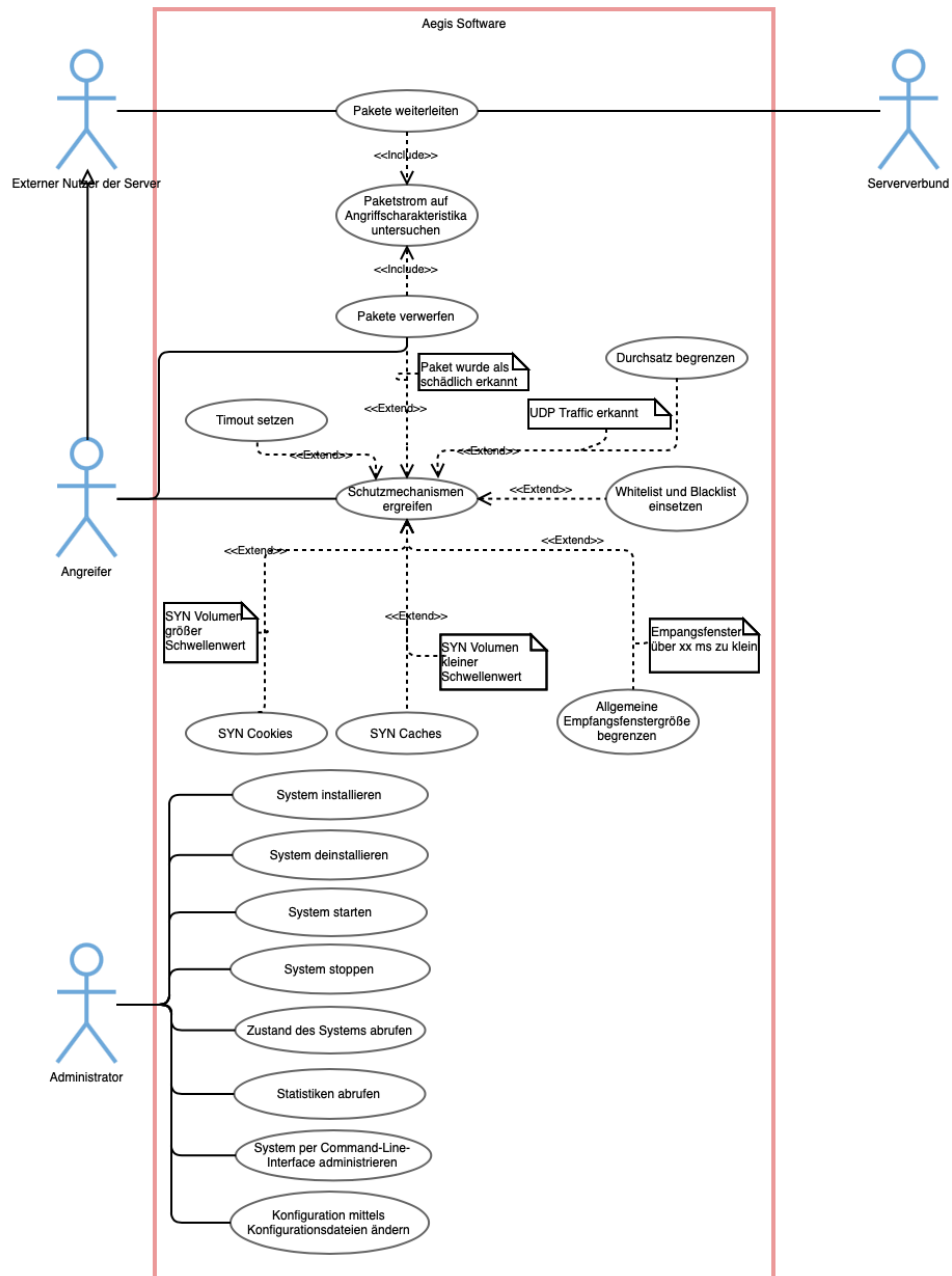 Aegis Software
Pakete weiterleiten
Externer Nutzer der Server
Serververbund
<<Include>>
Paketstrom auf
Angriffscharakteristika
untersuchen
<<Include>>
Pakete verwerfen
Paket wurde als
schädlich erkannt
Durchsatz begrenzen
<<Extend>>
UDP Traffic erkannt
Timout setzen
<<Extend>>
<<Extend>>
Schutzmechanismen
ergreifen
<<Extend>>
Whitelist und Blacklist
einsetzen
Angreifer
<<Extend>>
<<Extend>>
SYN Volumen
größer
Schwellenwert
<<Extend>>
SYN Volumen
kleiner
Schwellenwert
Empangsfenster
über xx ms zu klein
SYN Cookies
SYN Caches
Allgemeine
Empfangsfenstergröße
begrenzen
System installieren
System deinstallieren
System starten
System stoppen
Zustand des Systems abrufen
Administrator
Statistiken abrufen
System per Command-Line-
Interface administrieren
Konfiguration mittels
Konfigurationsdateien ändern